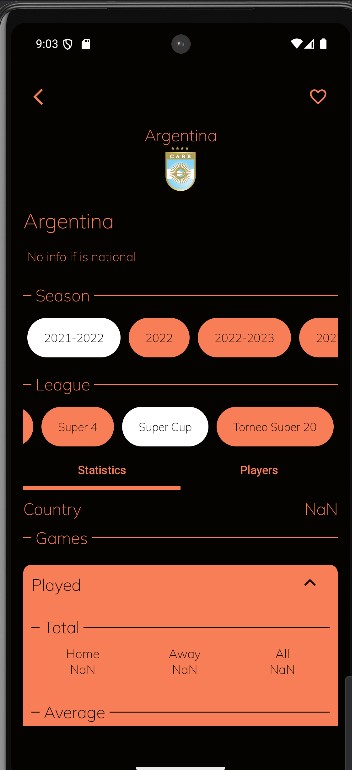 9:03
Argentina
CABB
Argentina
No info if is national
Season
2021-2022 2022 2022-2023 202
League
Super 4 Super Cup Torneo Super 20
Statistics Players
Country NaN
Games
Played
Total
Home Away All
NaN NaN NaN
Average